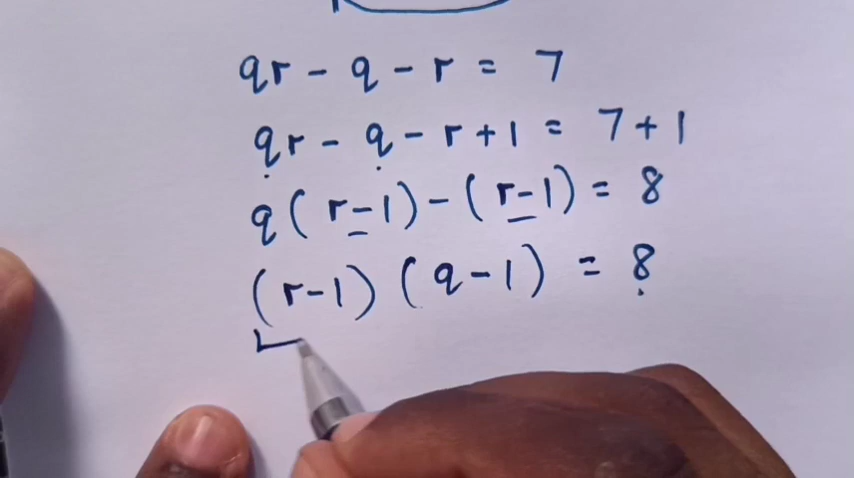 qr - q - r = 7
qr - q - r + 1 = 7 + 1
q(r-1) - (r-1) = 8
(r-1)(q-1) = 8